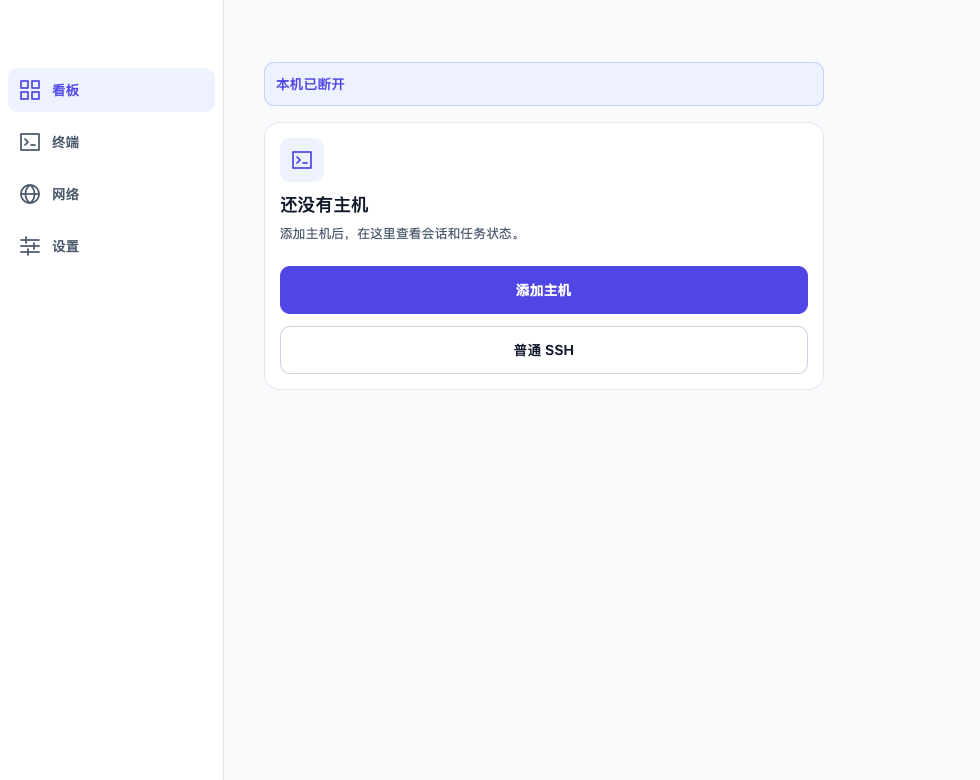 看板
终端
网络
设置
本机已断开
还没有主机
添加主机后，在这里查看会话和任务状态。
添加主机
普通 SSH